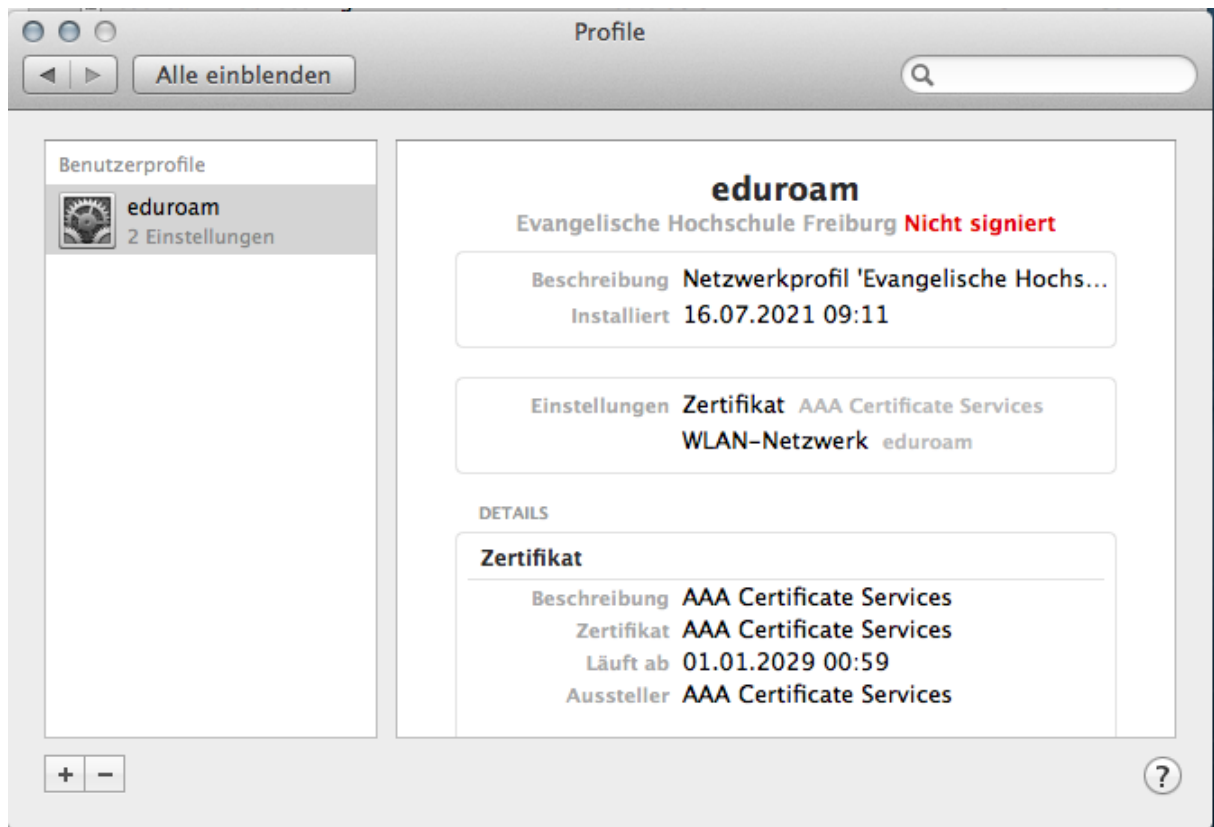 Profile
Alle einblenden
Benutzerprofile
eduroam
2 Einstellungen
eduroam
Evangelische Hochschule Freiburg Nicht signiert
Beschreibung Netzwerkprofil 'Evangelische Hochs...
Installiert 16.07.2021 09:11
Einstellungen Zertifikat AAA Certificate Services
WLAN-Netzwerk eduroam
DETAILS
Zertifikat
Beschreibung AAA Certificate Services
Zertifikat AAA Certificate Services
Läuft ab 01.01.2029 00:59
Aussteller AAA Certificate Services
+ −
?